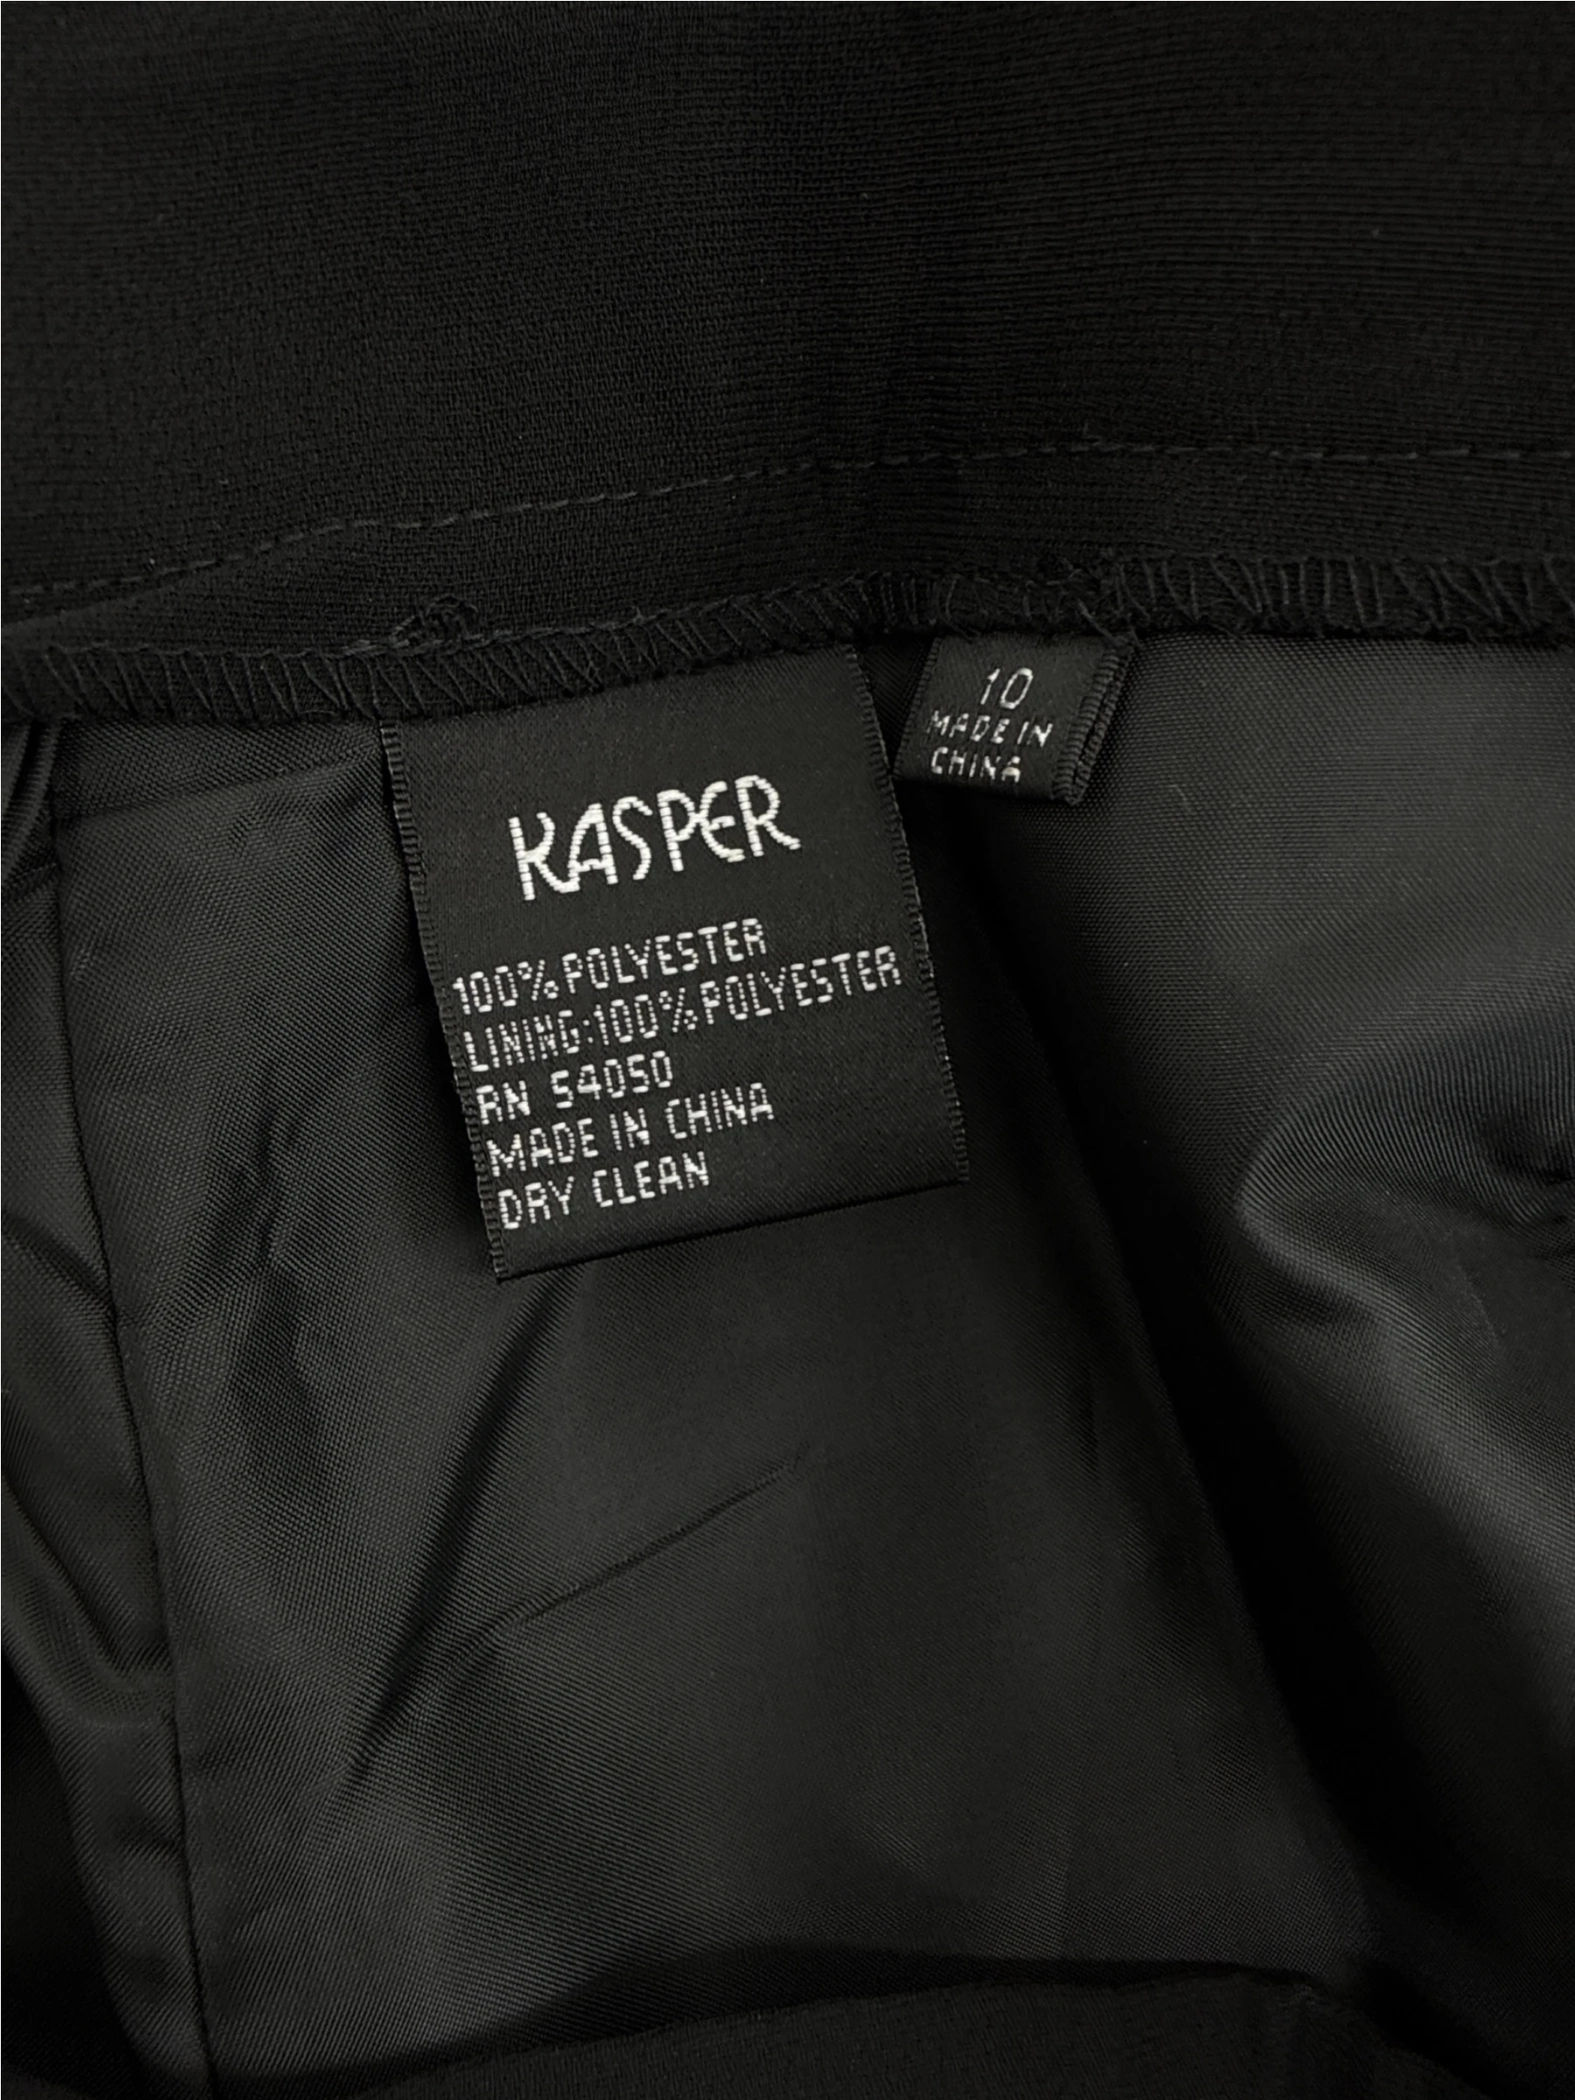 KASPER
100% POLYESTER
LINING:100% POLYESTER
RN 54050
MADE IN CHINA
DRY CLEAN
10
MADE IN
CHINA